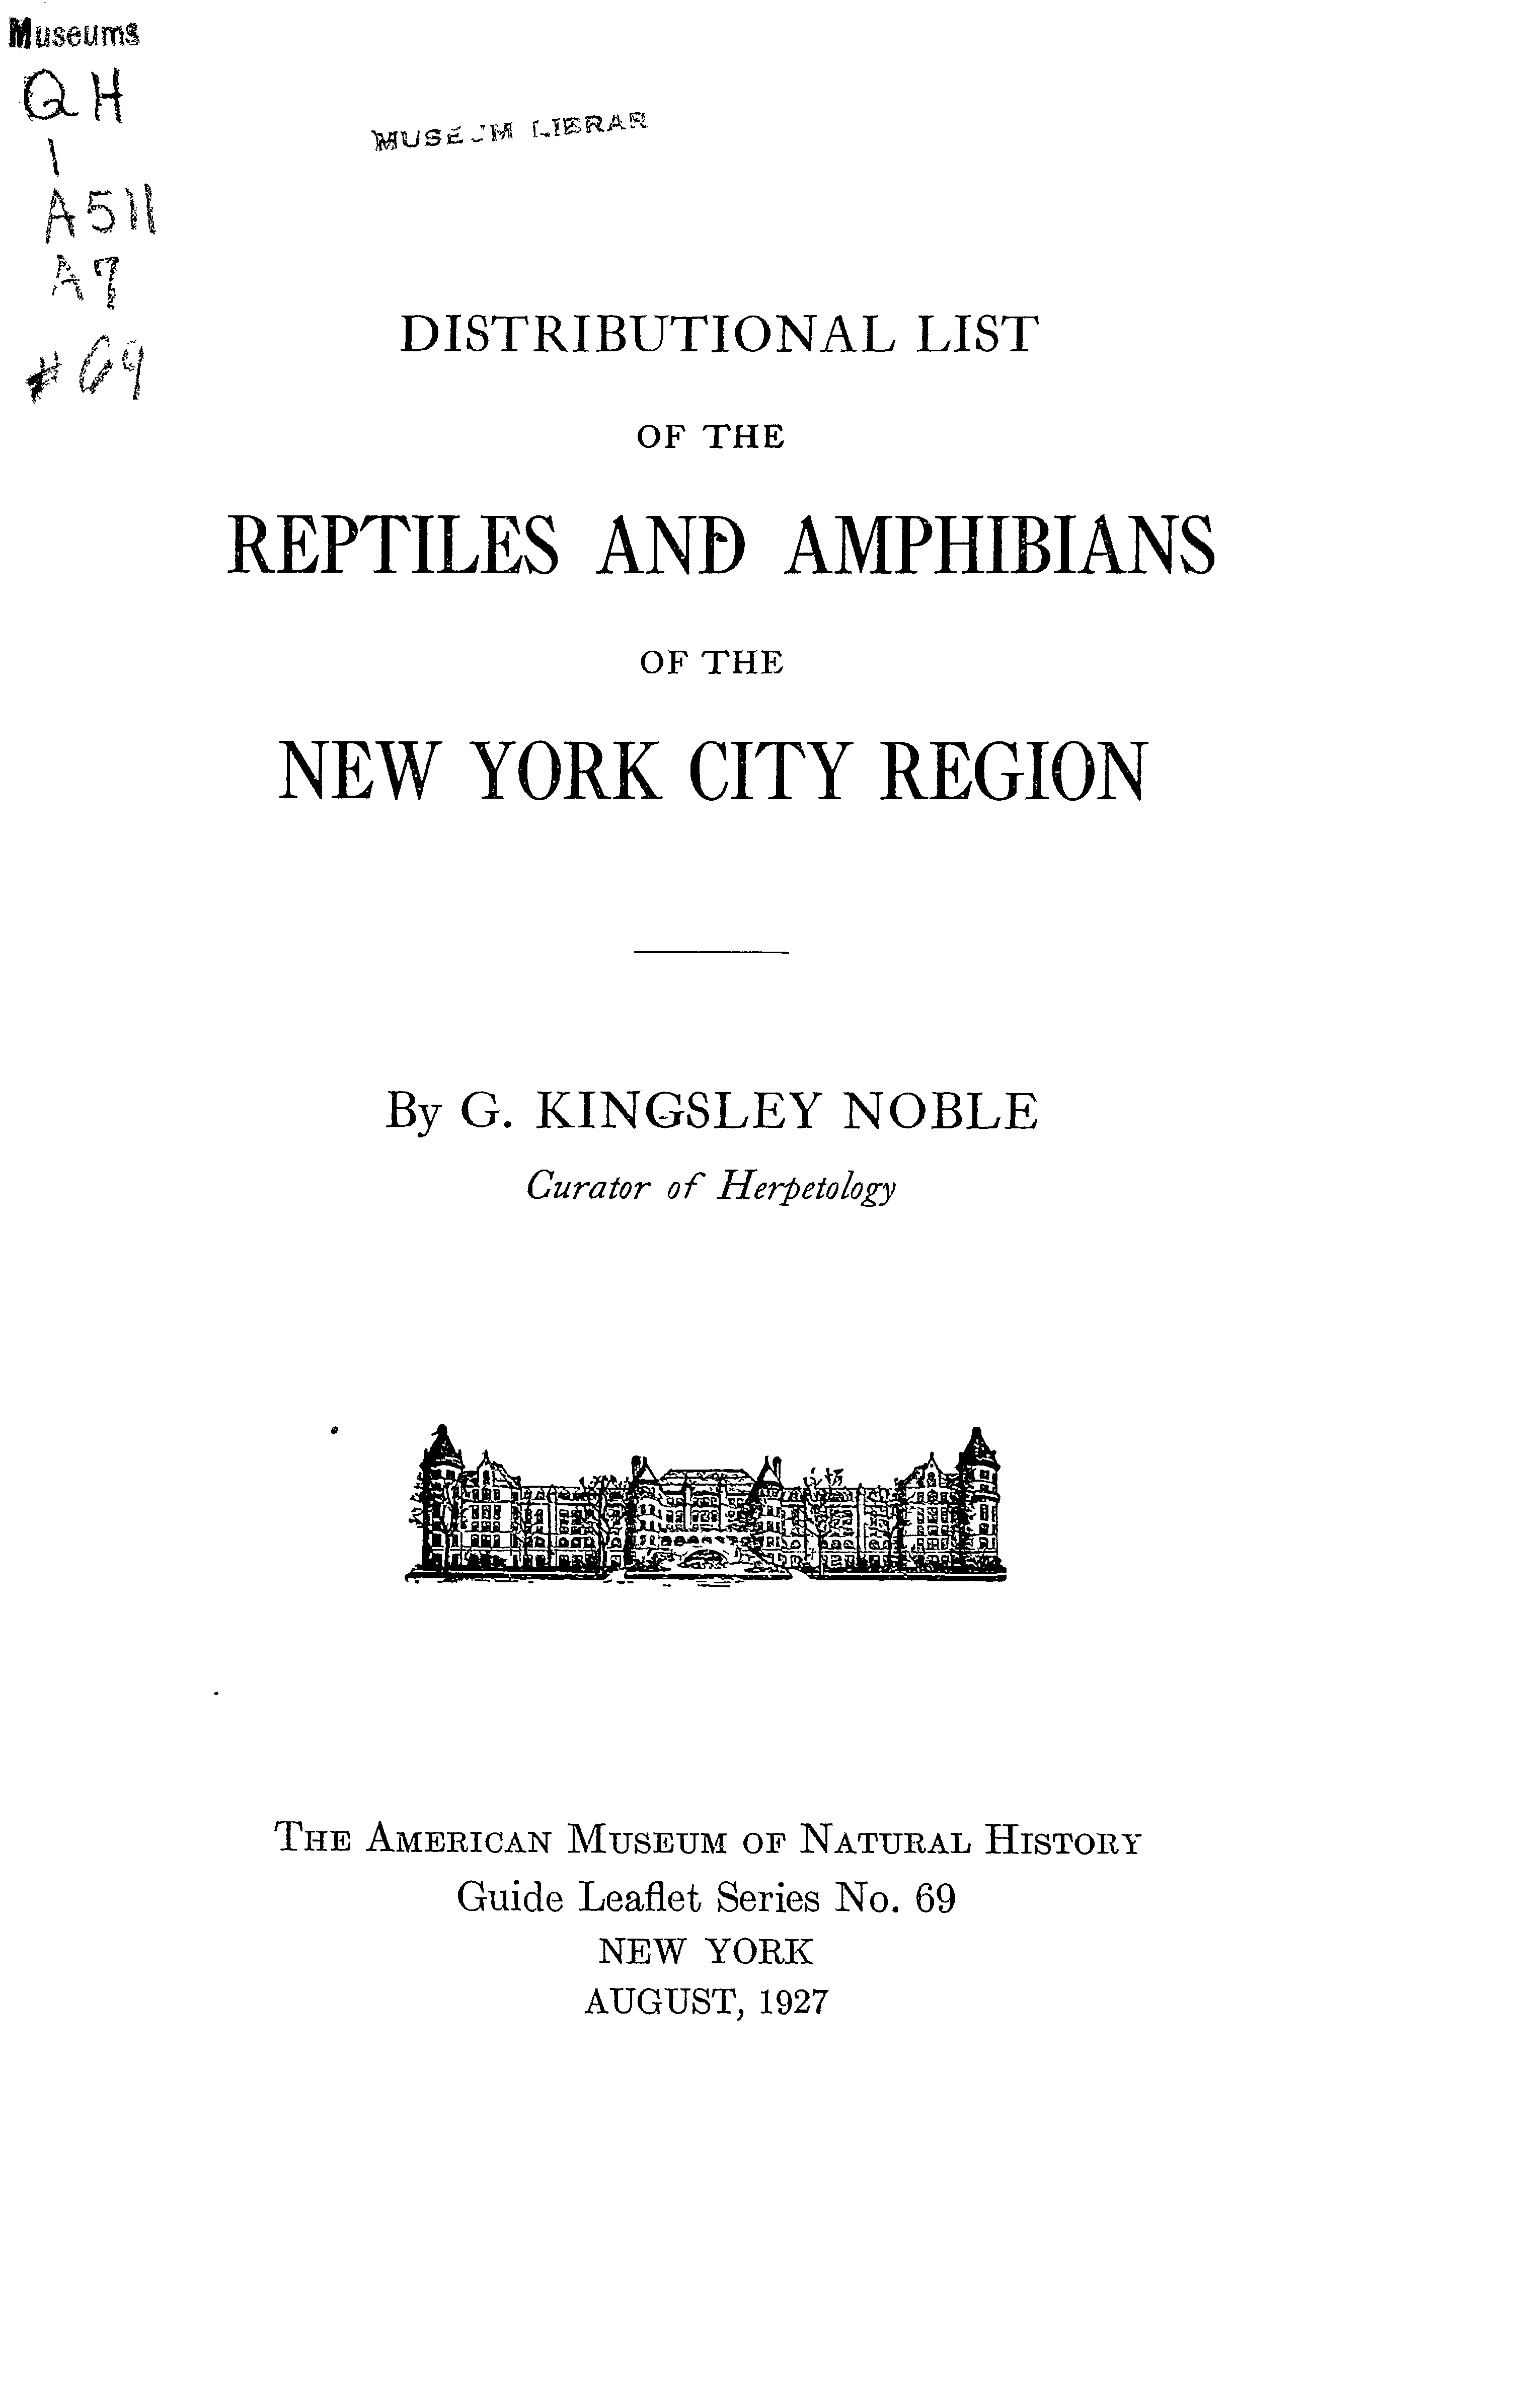 Museums
QH
1
A511
A7
#69
DISTRIBUTIONAL LIST
OF THE
REPTILES AND AMPHIBIANS
OF THE
NEW YORK CITY REGION
By G. KINGSLEY NOBLE
Curator of Herpetology
THE AMERICAN MUSEUM OF NATURAL HISTORY
Guide Leaflet Series No. 69
NEW YORK
AUGUST, 1927